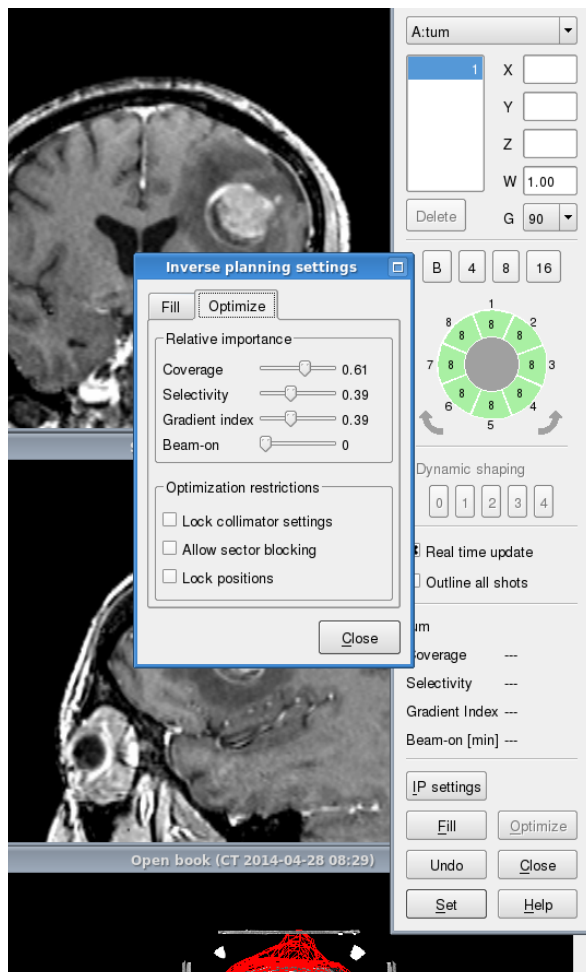 A:tum
1
X
Y
Z
W 1.00
Delete
G 90
B 4 8 16
1
8 8 2
8 8
7 8 8 3
8 8
6 8 4
5
Dynamic shaping
0 1 2 3 4
Real time update
Outline all shots
um
Coverage ---
Selectivity ---
Gradient Index ---
Beam-on [min] ---
IP settings
Fill Optimize
Undo Close
Set Help
Inverse planning settings
Fill Optimize
Relative importance
Coverage 0.61
Selectivity 0.39
Gradient index 0.39
Beam-on 0
Optimization restrictions
Lock collimator settings
Allow sector blocking
Lock positions
Close
Open book (CT 2014-04-28 08:29)